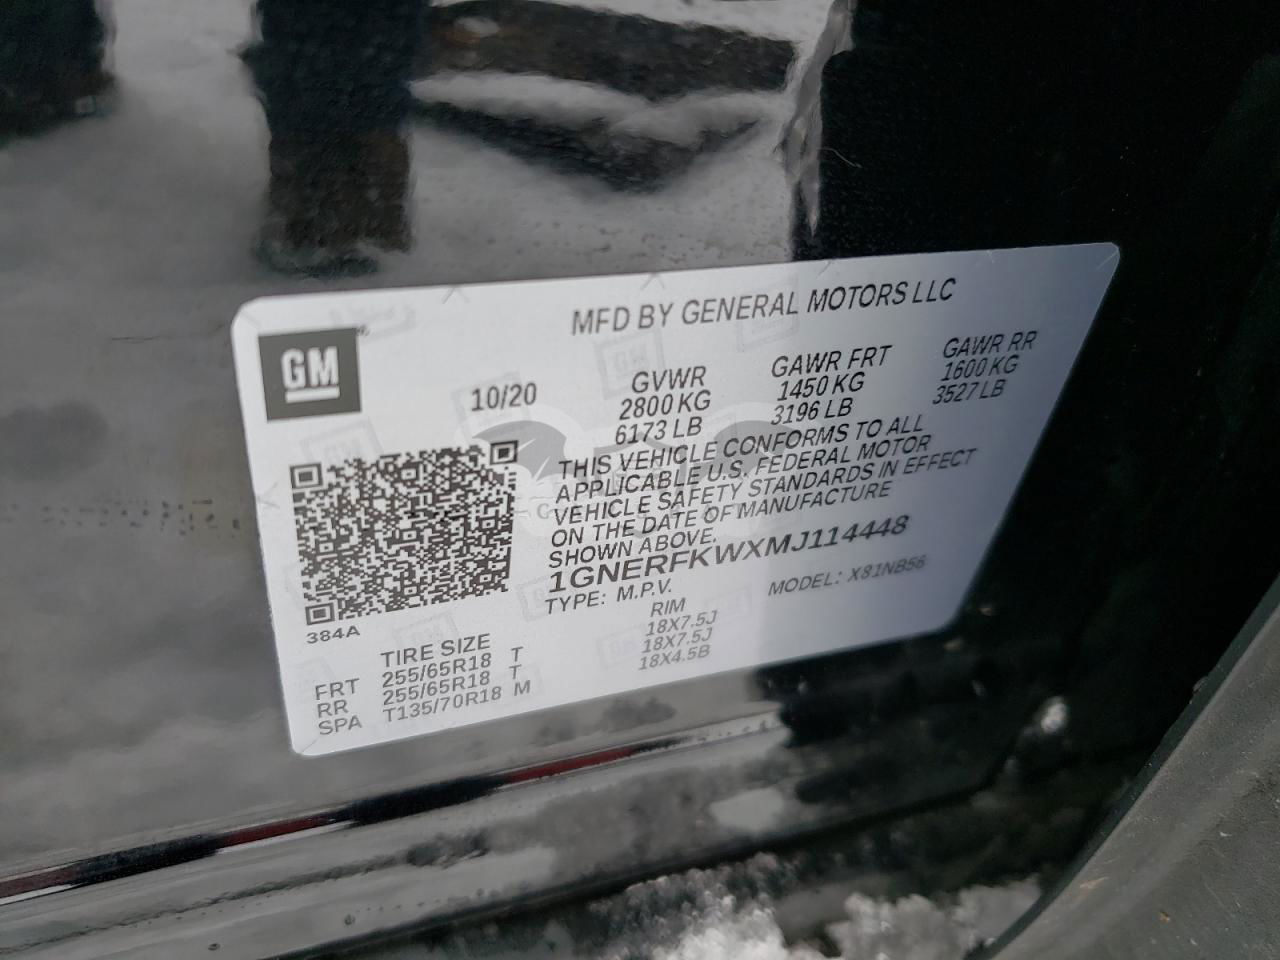 MFD BY GENERAL MOTORS LLC
GM
10/20
GVWR
2800 KG
6173 LB
GAWR FRT
1450 KG
3196 LB
GAWR RR
1600 KG
3527 LB
THIS VEHICLE CONFORMS TO ALL
APPLICABLE U.S. FEDERAL MOTOR
VEHICLE SAFETY STANDARDS IN EFFECT
ON THE DATE OF MANUFACTURE
SHOWN ABOVE.
1GNERFKWXMJ114448
TYPE: M.P.V. MODEL: X81NB56
384A
TIRE SIZE RIM
FRT 255/65R18 T 18X7.5J
RR 255/65R18 T 18X7.5J
SPA T135/70R18 M 18X4.5B